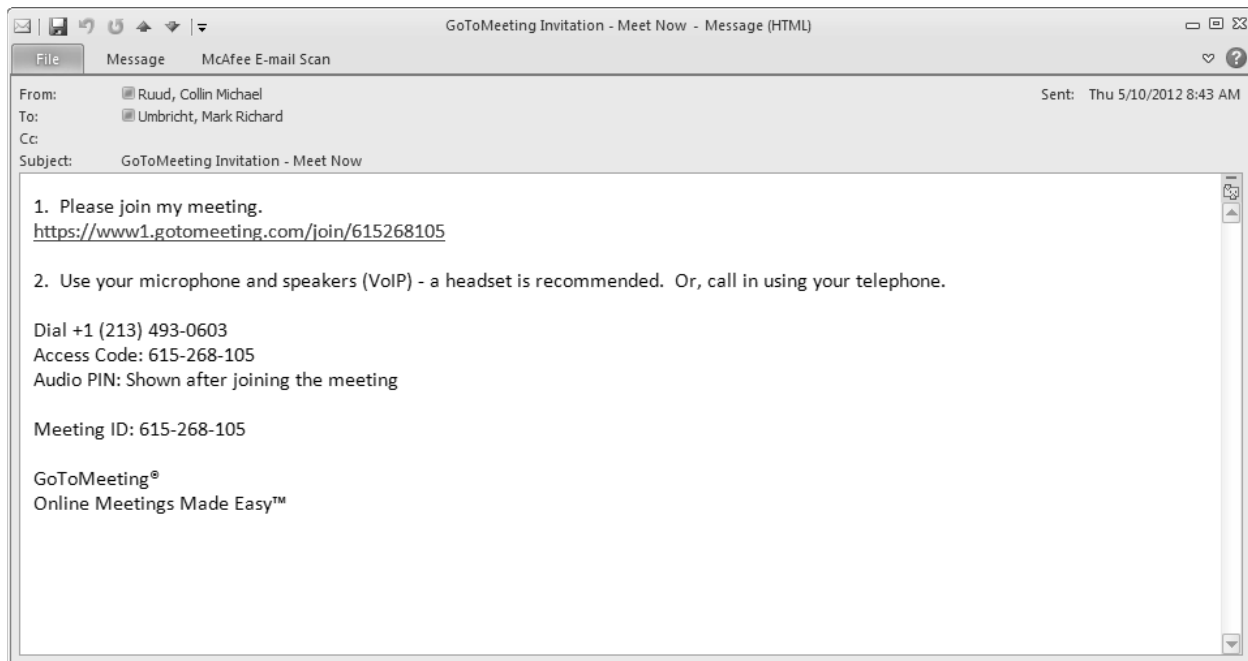 GoToMeeting Invitation - Meet Now - Message (HTML)
File Message McAfee E-mail Scan
From: Ruud, Collin Michael Sent: Thu 5/10/2012 8:43 AM
To: Umbricht, Mark Richard
Cc:
Subject: GoToMeeting Invitation - Meet Now
1. Please join my meeting.
https://www1.gotomeeting.com/join/615268105
2. Use your microphone and speakers (VoIP) - a headset is recommended. Or, call in using your telephone.
Dial +1 (213) 493-0603
Access Code: 615-268-105
Audio PIN: Shown after joining the meeting
Meeting ID: 615-268-105
GoToMeeting®
Online Meetings Made Easy™